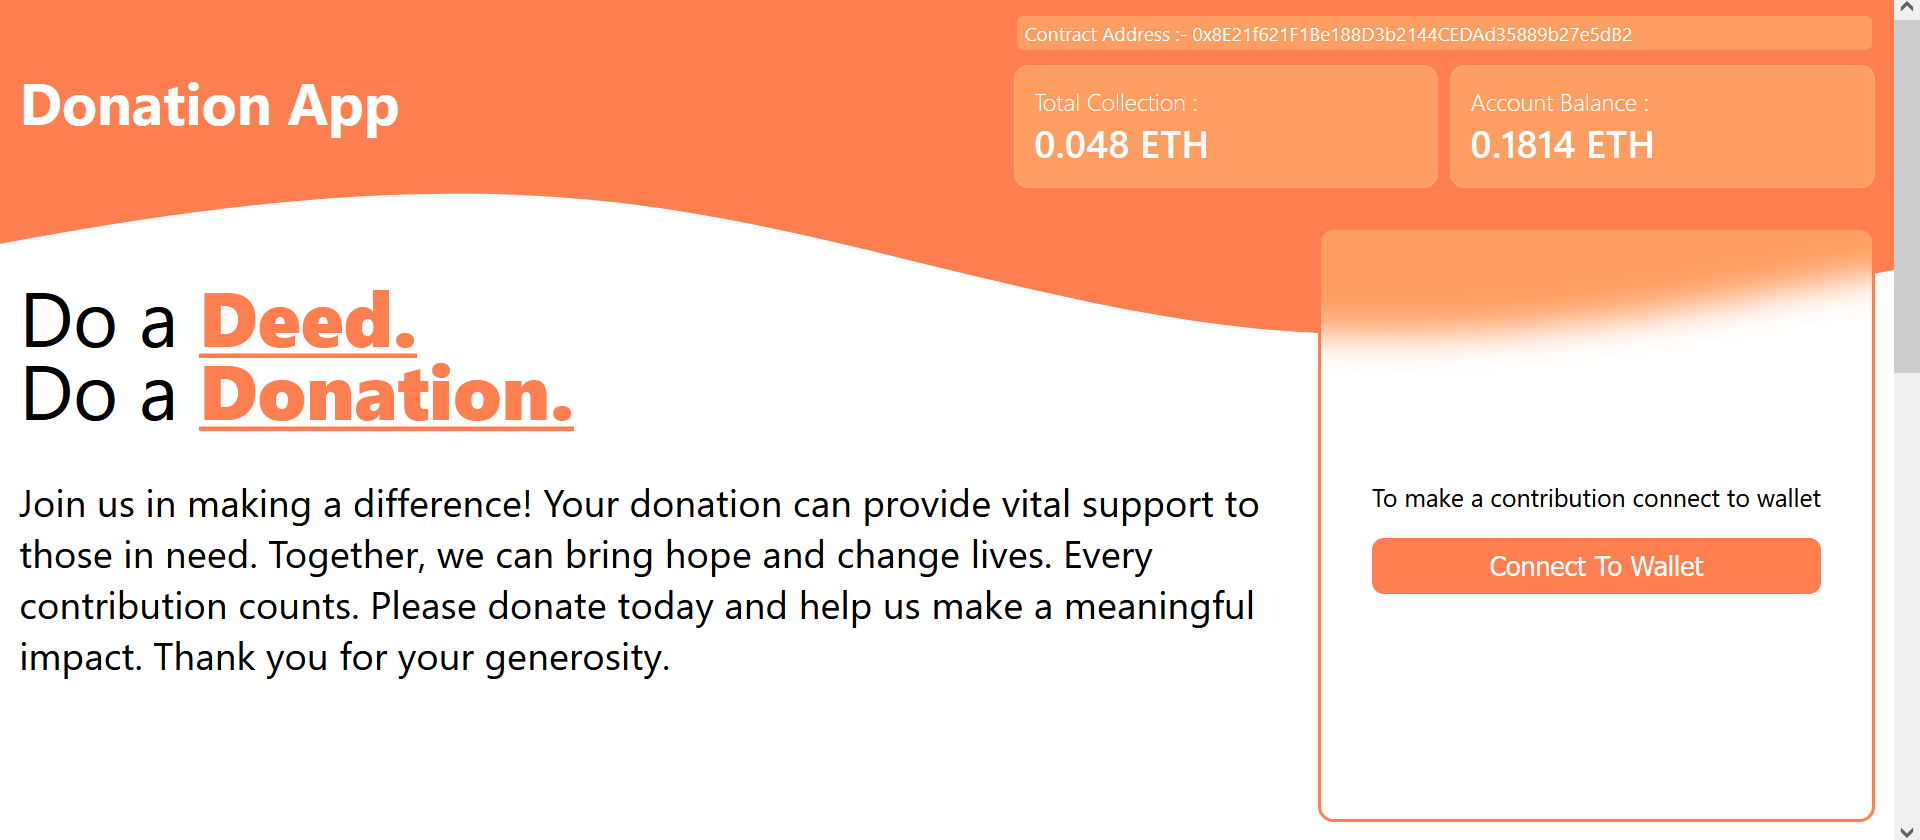 Contract Address :- 0x8E21f621F1Be188D3b2144CEDAd35889b27e5dB2
Donation App
Total Collection :
0.048 ETH
Account Balance :
0.1814 ETH
Do a Deed.
Do a Donation.
Join us in making a difference! Your donation can provide vital support to
those in need. Together, we can bring hope and change lives. Every
contribution counts. Please donate today and help us make a meaningful
impact. Thank you for your generosity.
To make a contribution connect to wallet
Connect To Wallet